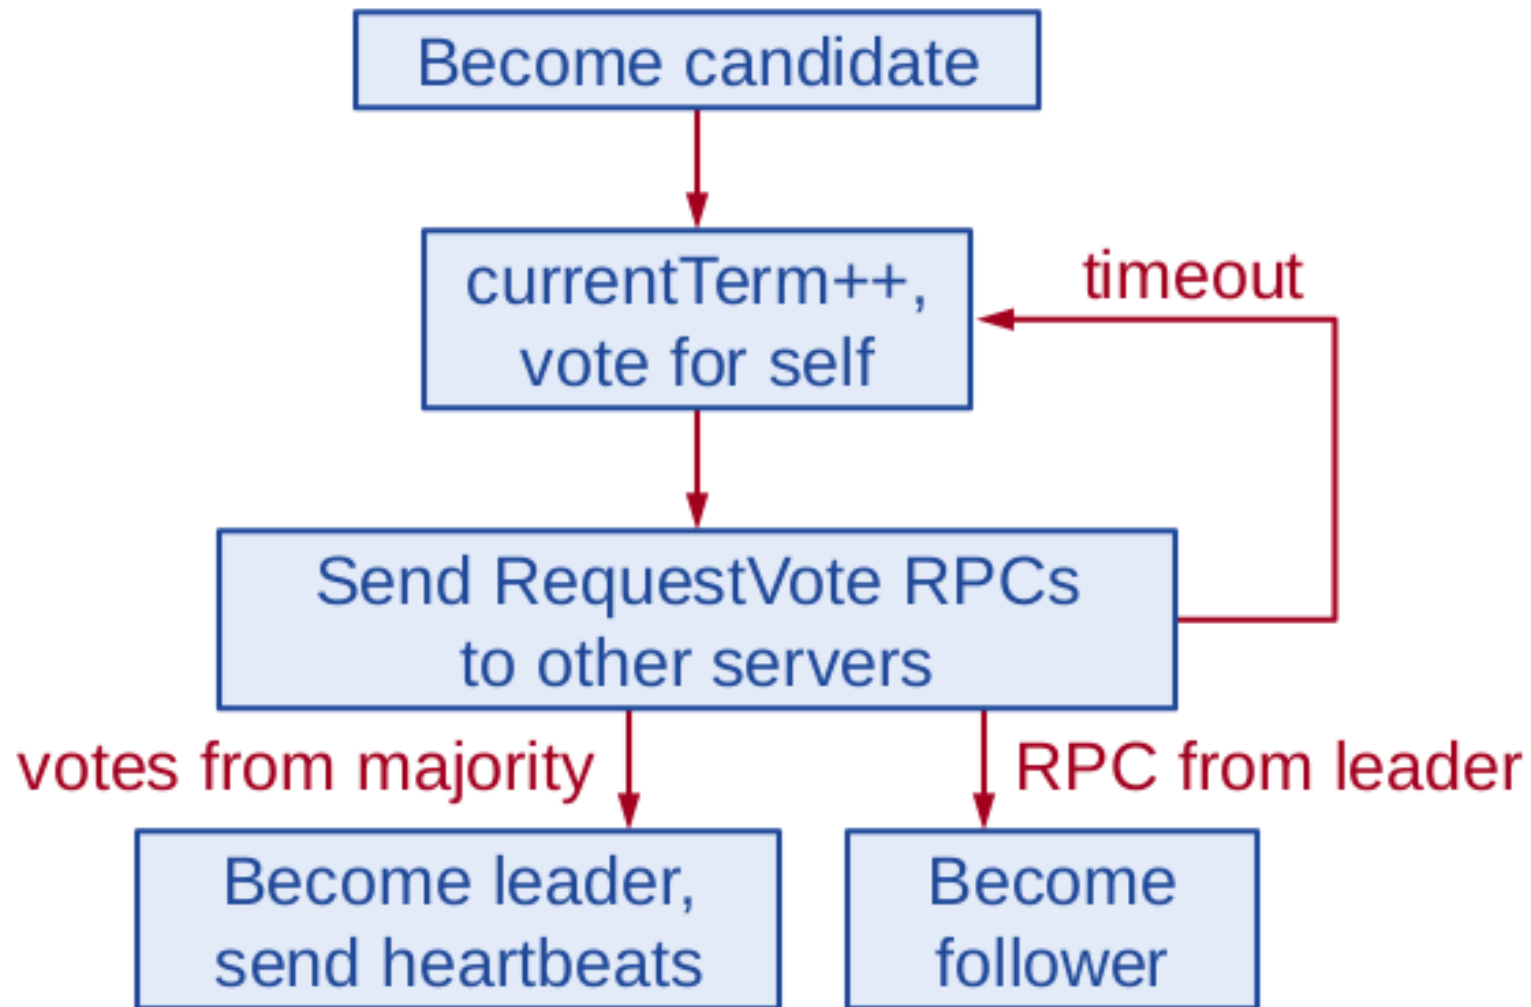 Become candidate
currentTerm++,
vote for self
timeout
Send RequestVote RPCs
to other servers
votes from majority
RPC from leader
Become leader,
send heartbeats
Become
follower